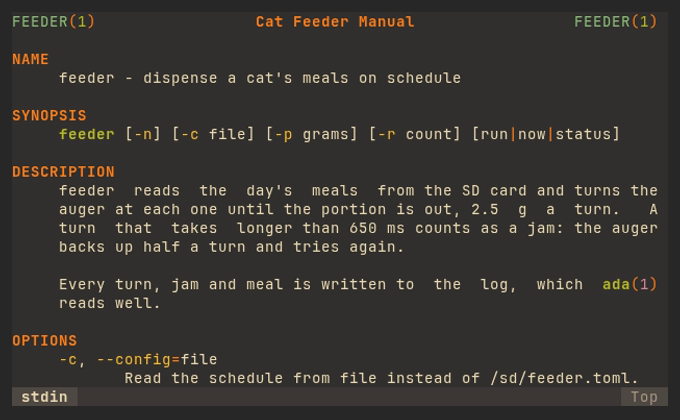 FEEDER(1) Cat Feeder Manual FEEDER(1)
NAME
feeder - dispense a cat's meals on schedule
SYNOPSIS
feeder [-n] [-c file] [-p grams] [-r count] [run|now|status]
DESCRIPTION
feeder reads the day's meals from the SD card and turns the
auger at each one until the portion is out, 2.5 g a turn. A
turn that takes longer than 650 ms counts as a jam: the auger
backs up half a turn and tries again.
Every turn, jam and meal is written to the log, which ada(1)
reads well.
OPTIONS
-c, --config=file
Read the schedule from file instead of /sd/feeder.toml.
stdin Top